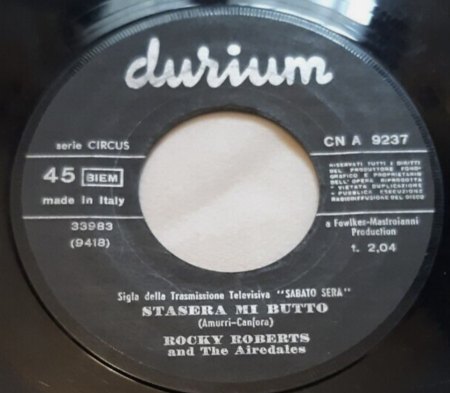 durium
serie CIRCUS
CN A 9237
45 BIEM
made in Italy
RISERVATI TUTTI I DIRITTI
DEL PRODUTTORE FONO-
GRAFICO E PROPRIETARIO
DELL'OPERA RIPRODOTTA
VIETATA DUPLICAZIONE
PUBBLICA ESECUZIONE
RADIODIFFUSIONE DEL DISCO
33983
(9418)
a Fowlkes-Mastroianni
Production
t. 2,04
Sigla della Trasmissione Televisiva "SABATO SERA"
STASERA MI BUTTO
(Amurri-Canfora)
ROCKY ROBERTS
and The Airedales